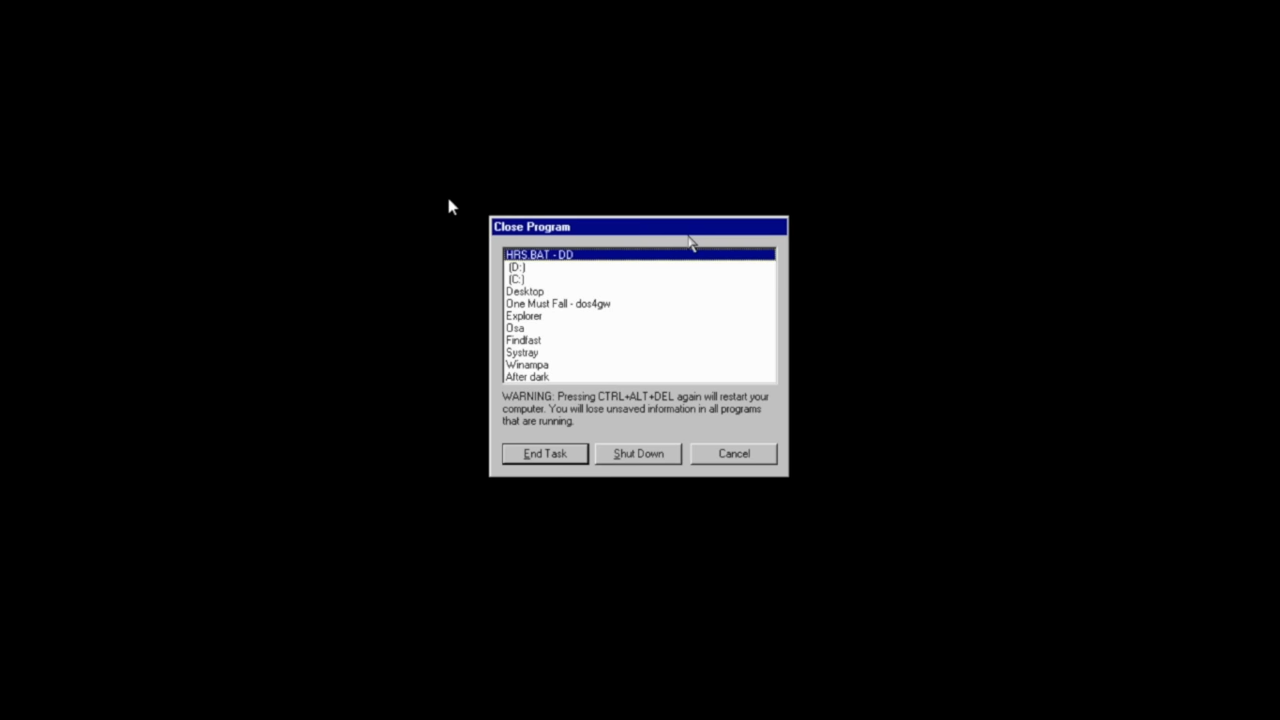 Close Program
HRS.BAT - DD
(D:)
(C:)
Desktop
One Must Fall - dos4gw
Explorer
Osa
Findfast
Systray
Winampa
After dark
WARNING: Pressing CTRL+ALT+DEL again will restart your
computer. You will lose unsaved information in all programs
that are running.
End Task
Shut Down
Cancel